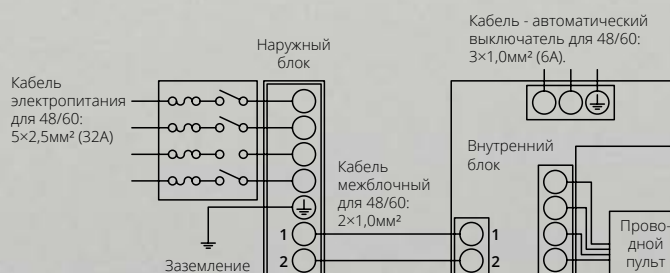 Кабель - автоматический
выключатель для 48/60:
3×1,0мм² (6А).
Наружный
блок
Кабель
электропитания
для 48/60:
5×2,5мм² (32А)
Внутренний
блок
Кабель
межблочный
для 48/60:
2×1,0мм²
Прово-
дной
пульт
Заземление
1
1
2
2